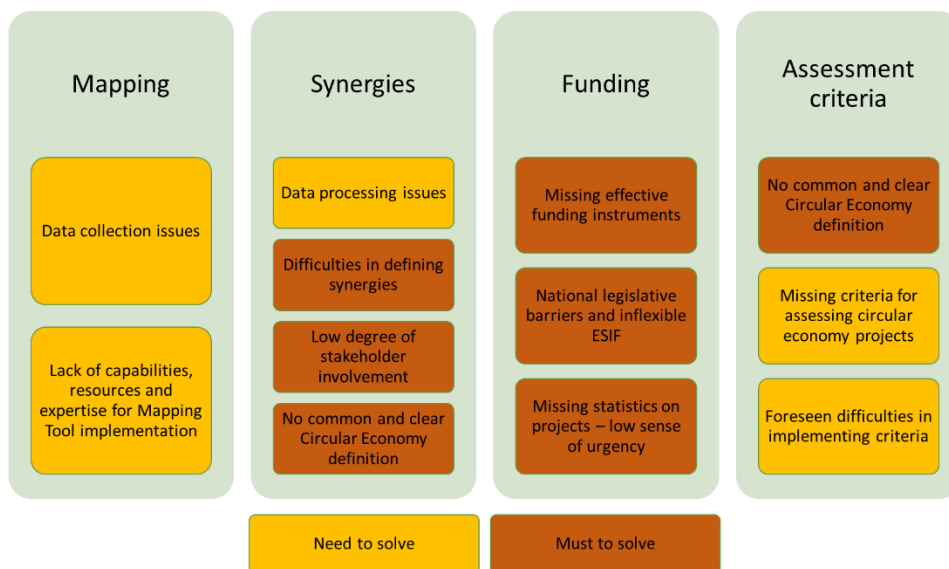 Mapping
Data collection issues
Lack of capabilities,
resources and
expertise for Mapping
Tool implementation
Synergies
Data processing issues
Difficulties in defining
synergies
Low degree of
stakeholder
involvement
No common and clear
Circular Economy
definition
Funding
Missing effective
funding instruments
National legislative
barriers and inflexible
ESIF
Missing statistics on
projects – low sense
of urgency
Assessment
criteria
No common and clear
Circular Economy
definition
Missing criteria for
assessing circular
economy projects
Foreseen difficulties in
implementing criteria
Need to solve
Must to solve